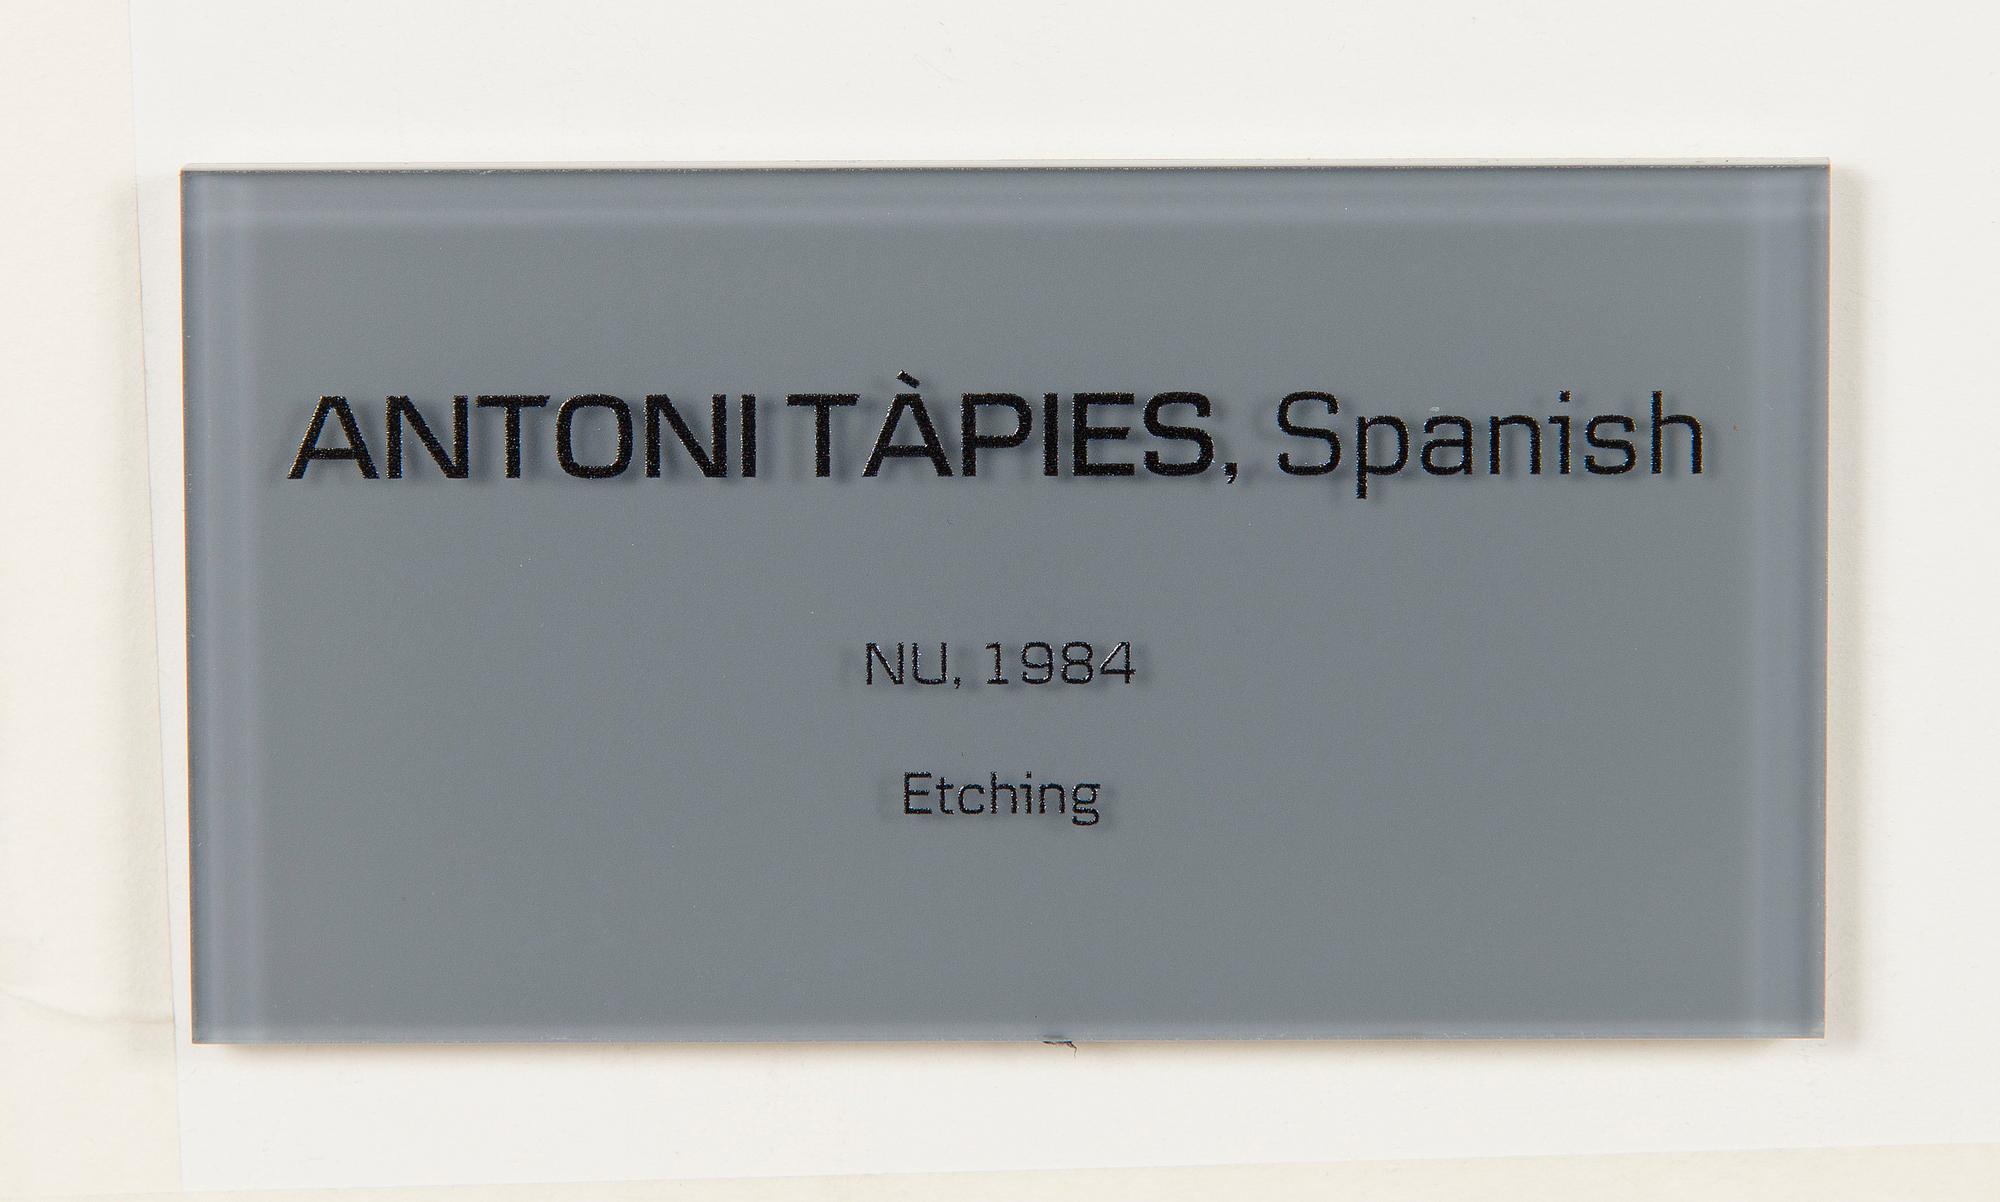 ANTONI TÀPIES, Spanish
NU, 1984
Etching